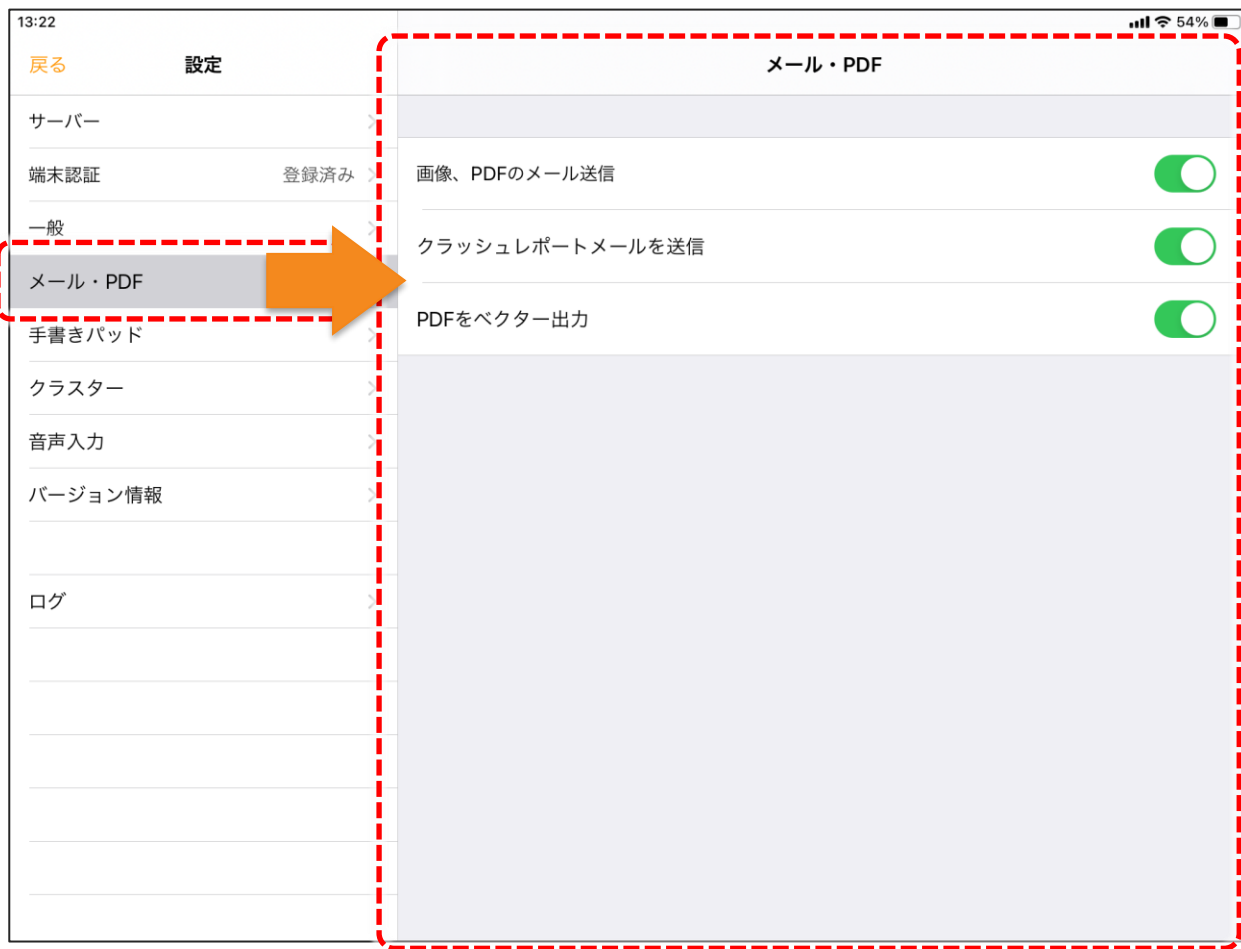 13:22
54%
戻る
設定
メール・PDF
サーバー
端末認証
登録済み
一般
メール・PDF
手書きパッド
クラスター
音声入力
バージョン情報
ログ
画像、PDFのメール送信
クラッシュレポートメールを送信
PDFをベクター出力